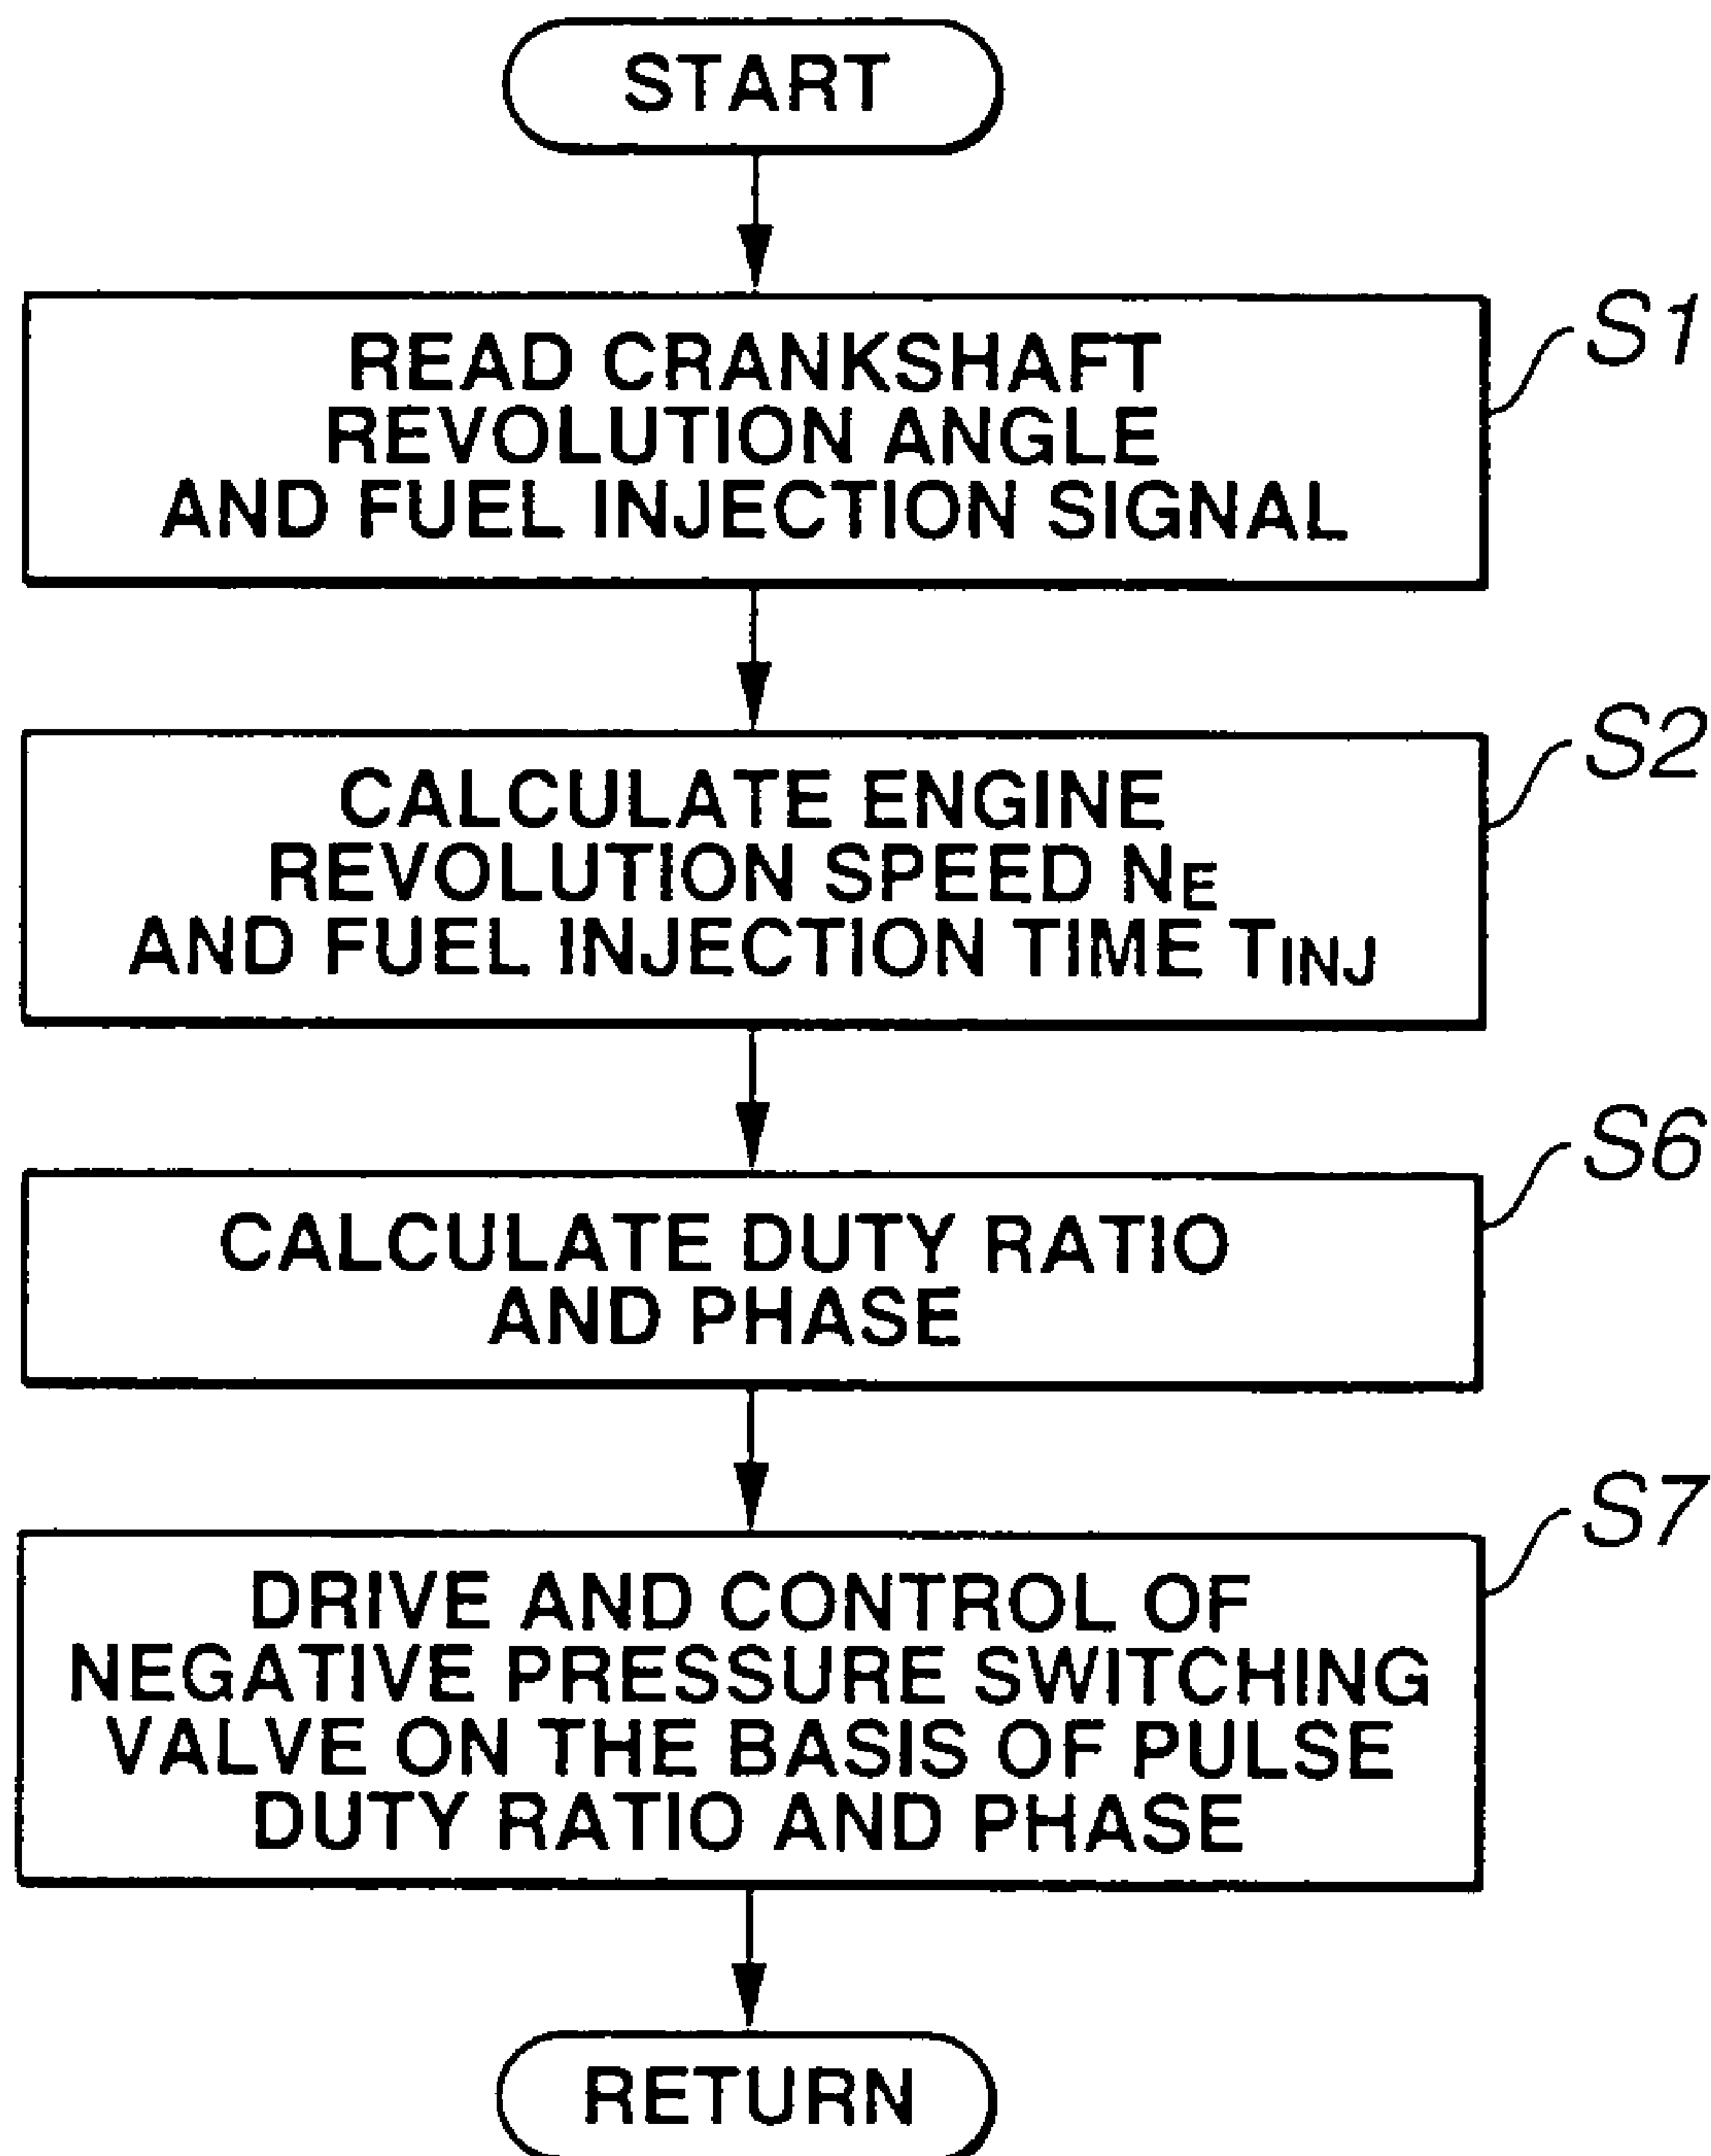 START
READ CRANKSHAFT
REVOLUTION ANGLE
AND FUEL INJECTION SIGNAL
S1
CALCULATE ENGINE
REVOLUTION SPEED NE
AND FUEL INJECTION TIME TINJ
S2
CALCULATE DUTY RATIO
AND PHASE
S6
DRIVE AND CONTROL OF
NEGATIVE PRESSURE SWITCHING
VALVE ON THE BASIS OF PULSE
DUTY RATIO AND PHASE
S7
RETURN